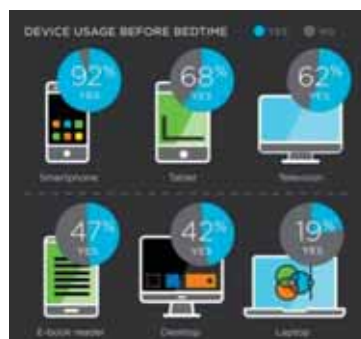 DEVICE USAGE BEFORE BEDTIME YES NO
92% 68% 62%
YES YES YES
Smartphone Tablet Television
47% 42% 19%
YES YES YES
E-book reader Desktop Laptop